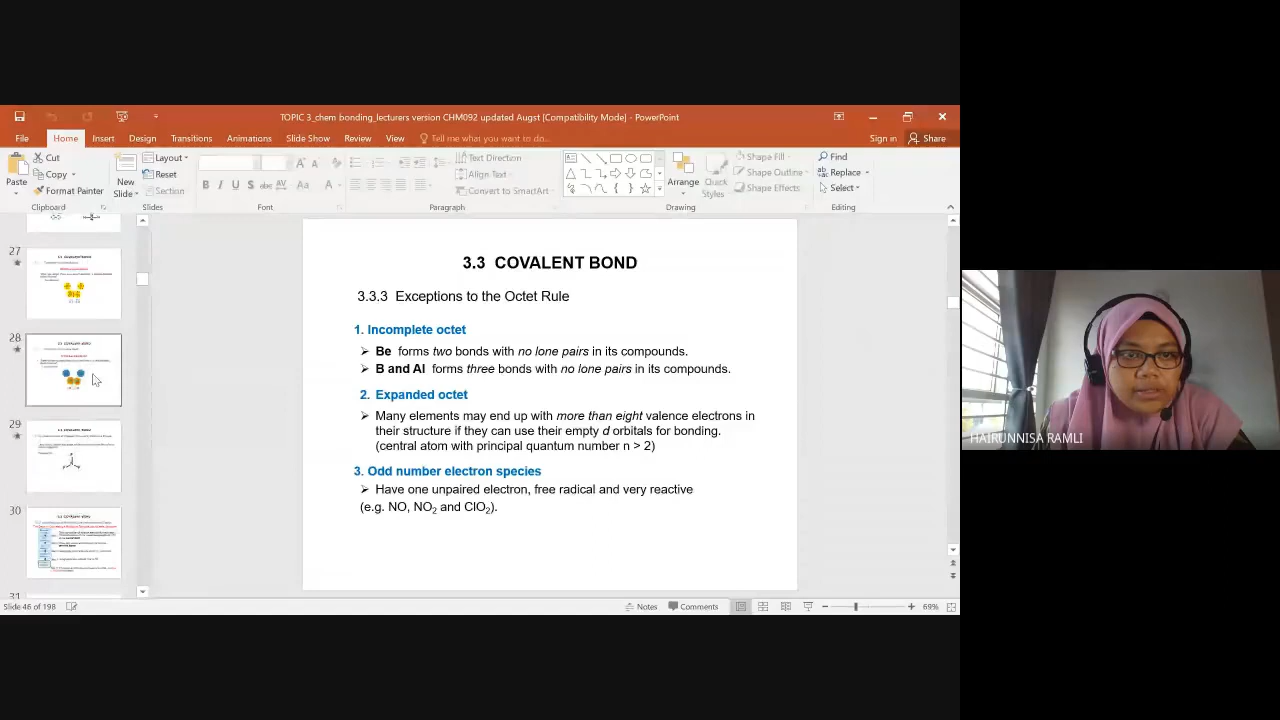 TOPIC 3_chem bonding_lecturers version CHM092 updated Augst [Compatibility Mode] - PowerPoint
File Home Insert Design Transitions Animations Slide Show Review View Tell me what you want to do... Sign in Share
Paste
Cut
Copy
Format Painter
Clipboard
New Slide
Layout
Reset
Section
Slides
B I U S abc AV Aa A
Font
Text Direction
Align Text
Convert to SmartArt
Paragraph
Arrange
Quick Styles
Shape Fill
Shape Outline
Shape Effects
Drawing
Find
Replace
Select
Editing
27
28
29
30
31
3.3 COVALENT BOND
3.3.3 Exceptions to the Octet Rule
1. Incomplete octet
➢ Be forms two bonds with no lone pairs in its compounds.
➢ B and Al forms three bonds with no lone pairs in its compounds.
2. Expanded octet
➢ Many elements may end up with more than eight valence electrons in
their structure if they can use their empty d orbitals for bonding.
(central atom with principal quantum number n > 2)
3. Odd number electron species
➢ Have one unpaired electron, free radical and very reactive
(e.g. NO, NO₂ and ClO₂).
Slide 46 of 198
Notes Comments 69%
HAIRUNNISA RAMLI